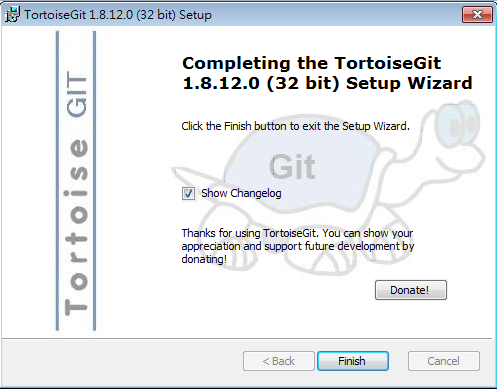 TortoiseGit 1.8.12.0 (32 bit) Setup
Completing the TortoiseGit
1.8.12.0 (32 bit) Setup Wizard
Click the Finish button to exit the Setup Wizard.
Git
Show Changelog
Thanks for using TortoiseGit. You can show your
appreciation and support future development by
donating!
Donate!
Tortoise GIT
< Back
Finish
Cancel